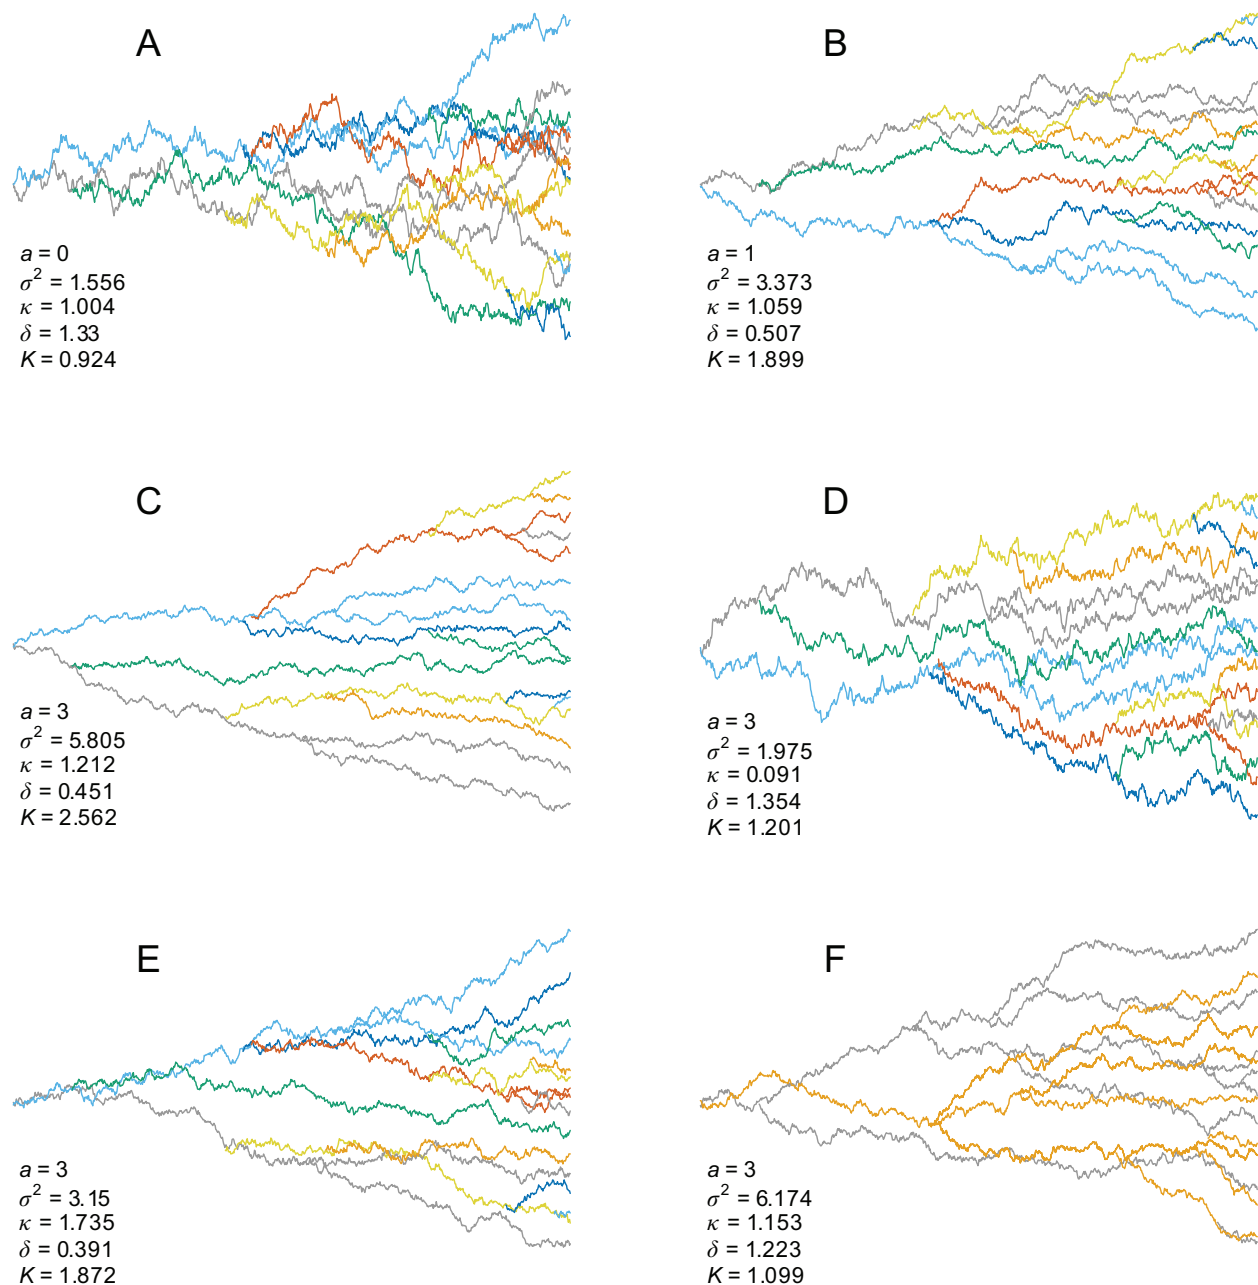 A
a = 0
σ² = 1.556
κ = 1.004
δ = 1.33
K = 0.924
B
a = 1
σ² = 3.373
κ = 1.059
δ = 0.507
K = 1.899
C
a = 3
σ² = 5.805
κ = 1.212
δ = 0.451
K = 2.562
D
a = 3
σ² = 1.975
κ = 0.091
δ = 1.354
K = 1.201
E
a = 3
σ² = 3.15
κ = 1.735
δ = 0.391
K = 1.872
F
a = 3
σ² = 6.174
κ = 1.153
δ = 1.223
K = 1.099